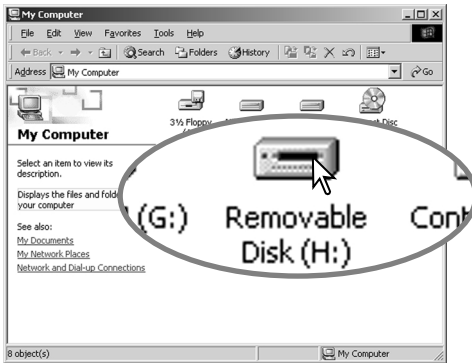 My Computer
File Edit View Favorites Tools Help
Back Search Folders History
Address My Computer Go
3½ Floppy
Disc
My Computer
Select an item to view its
description.
Displays the files and
your computer
(G:) Removable
Disk (H:)
See also:
My Documents
My Network Places
Network and Dial-up Connections
8 object(s) My Computer